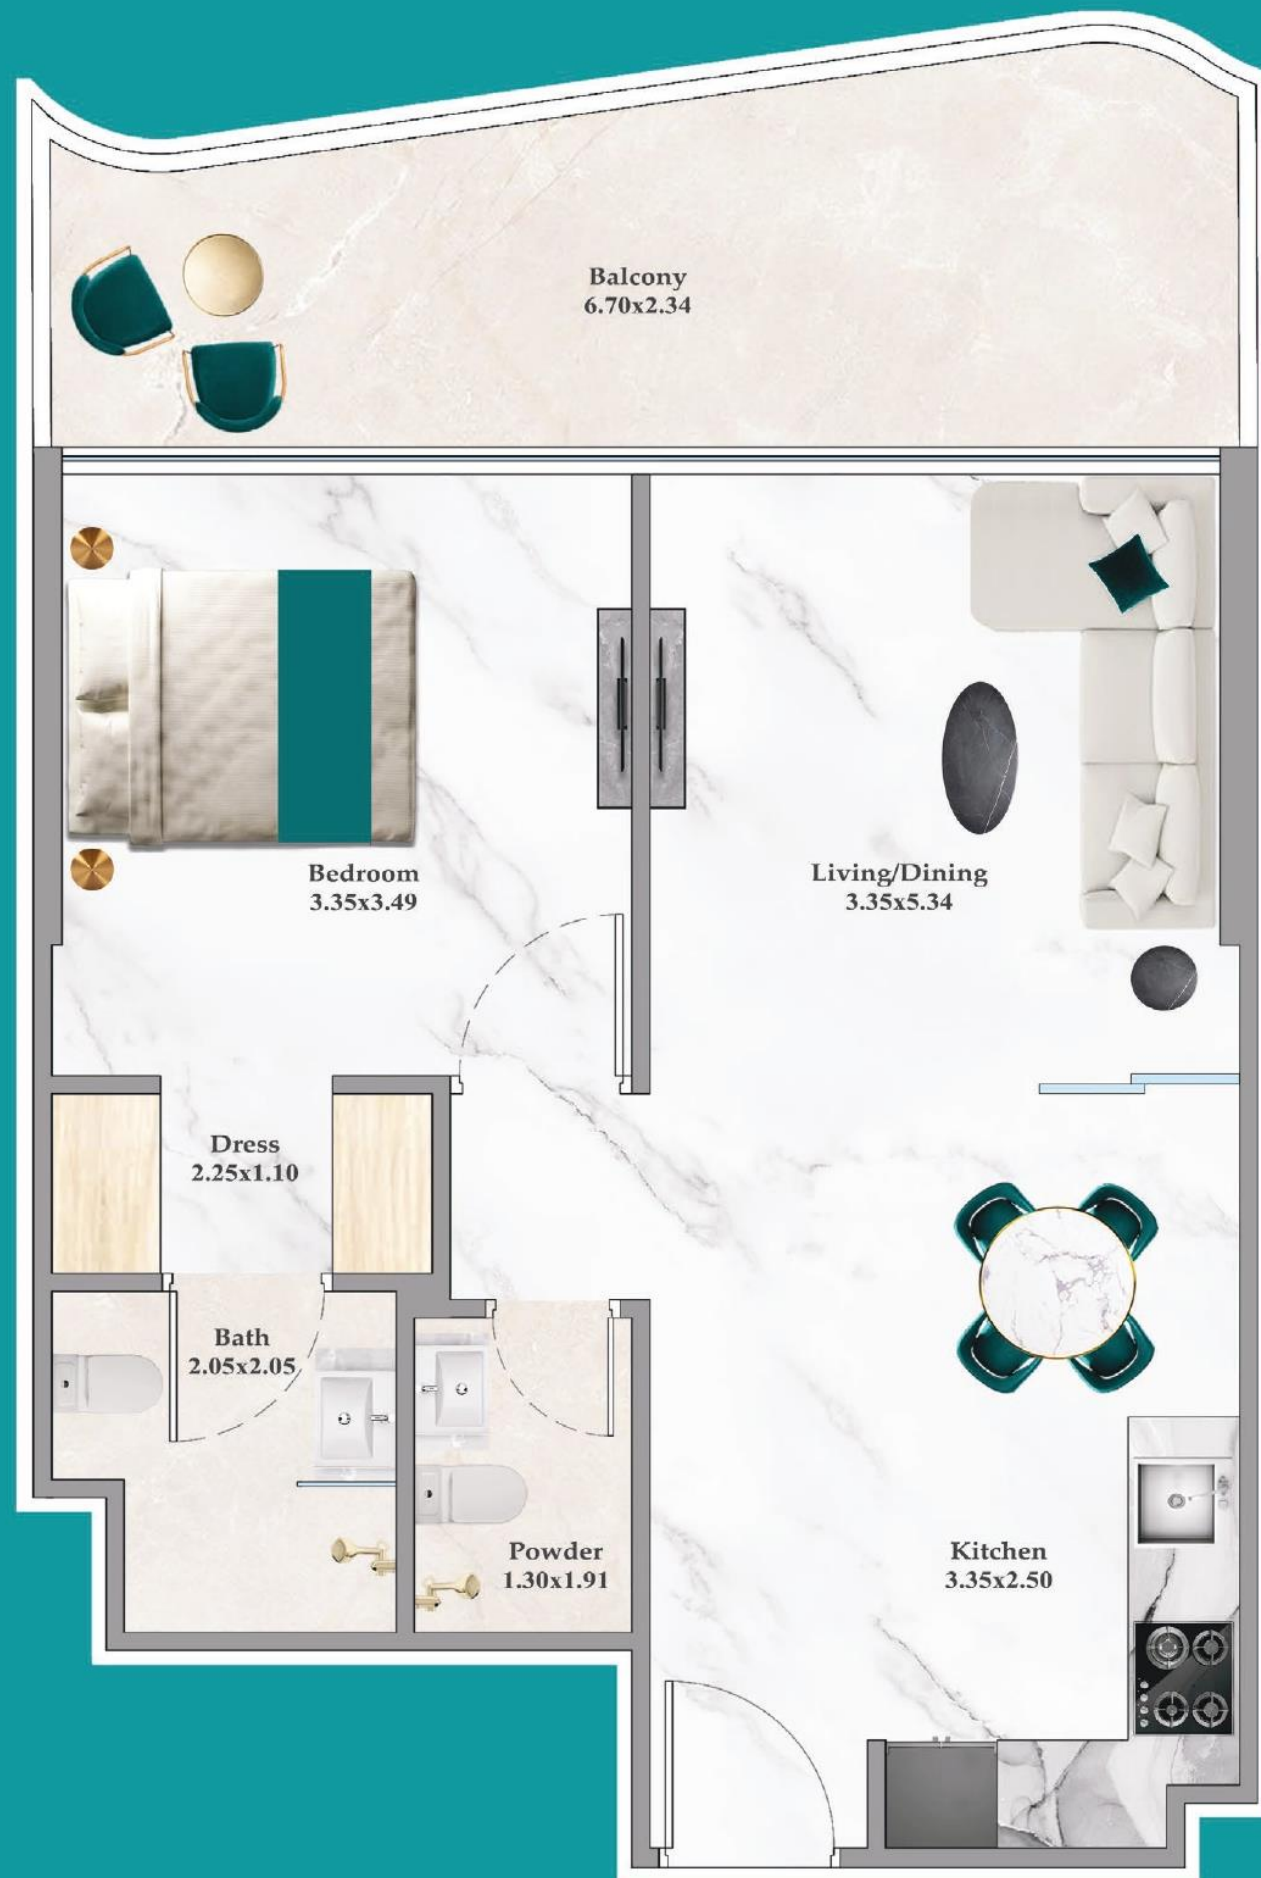 Balcony
6.70x2.34
Bedroom
3.35x3.49
Living/Dining
3.35x5.34
Dress
2.25x1.10
Bath
2.05x2.05
Powder
1.30x1.91
Kitchen
3.35x2.50